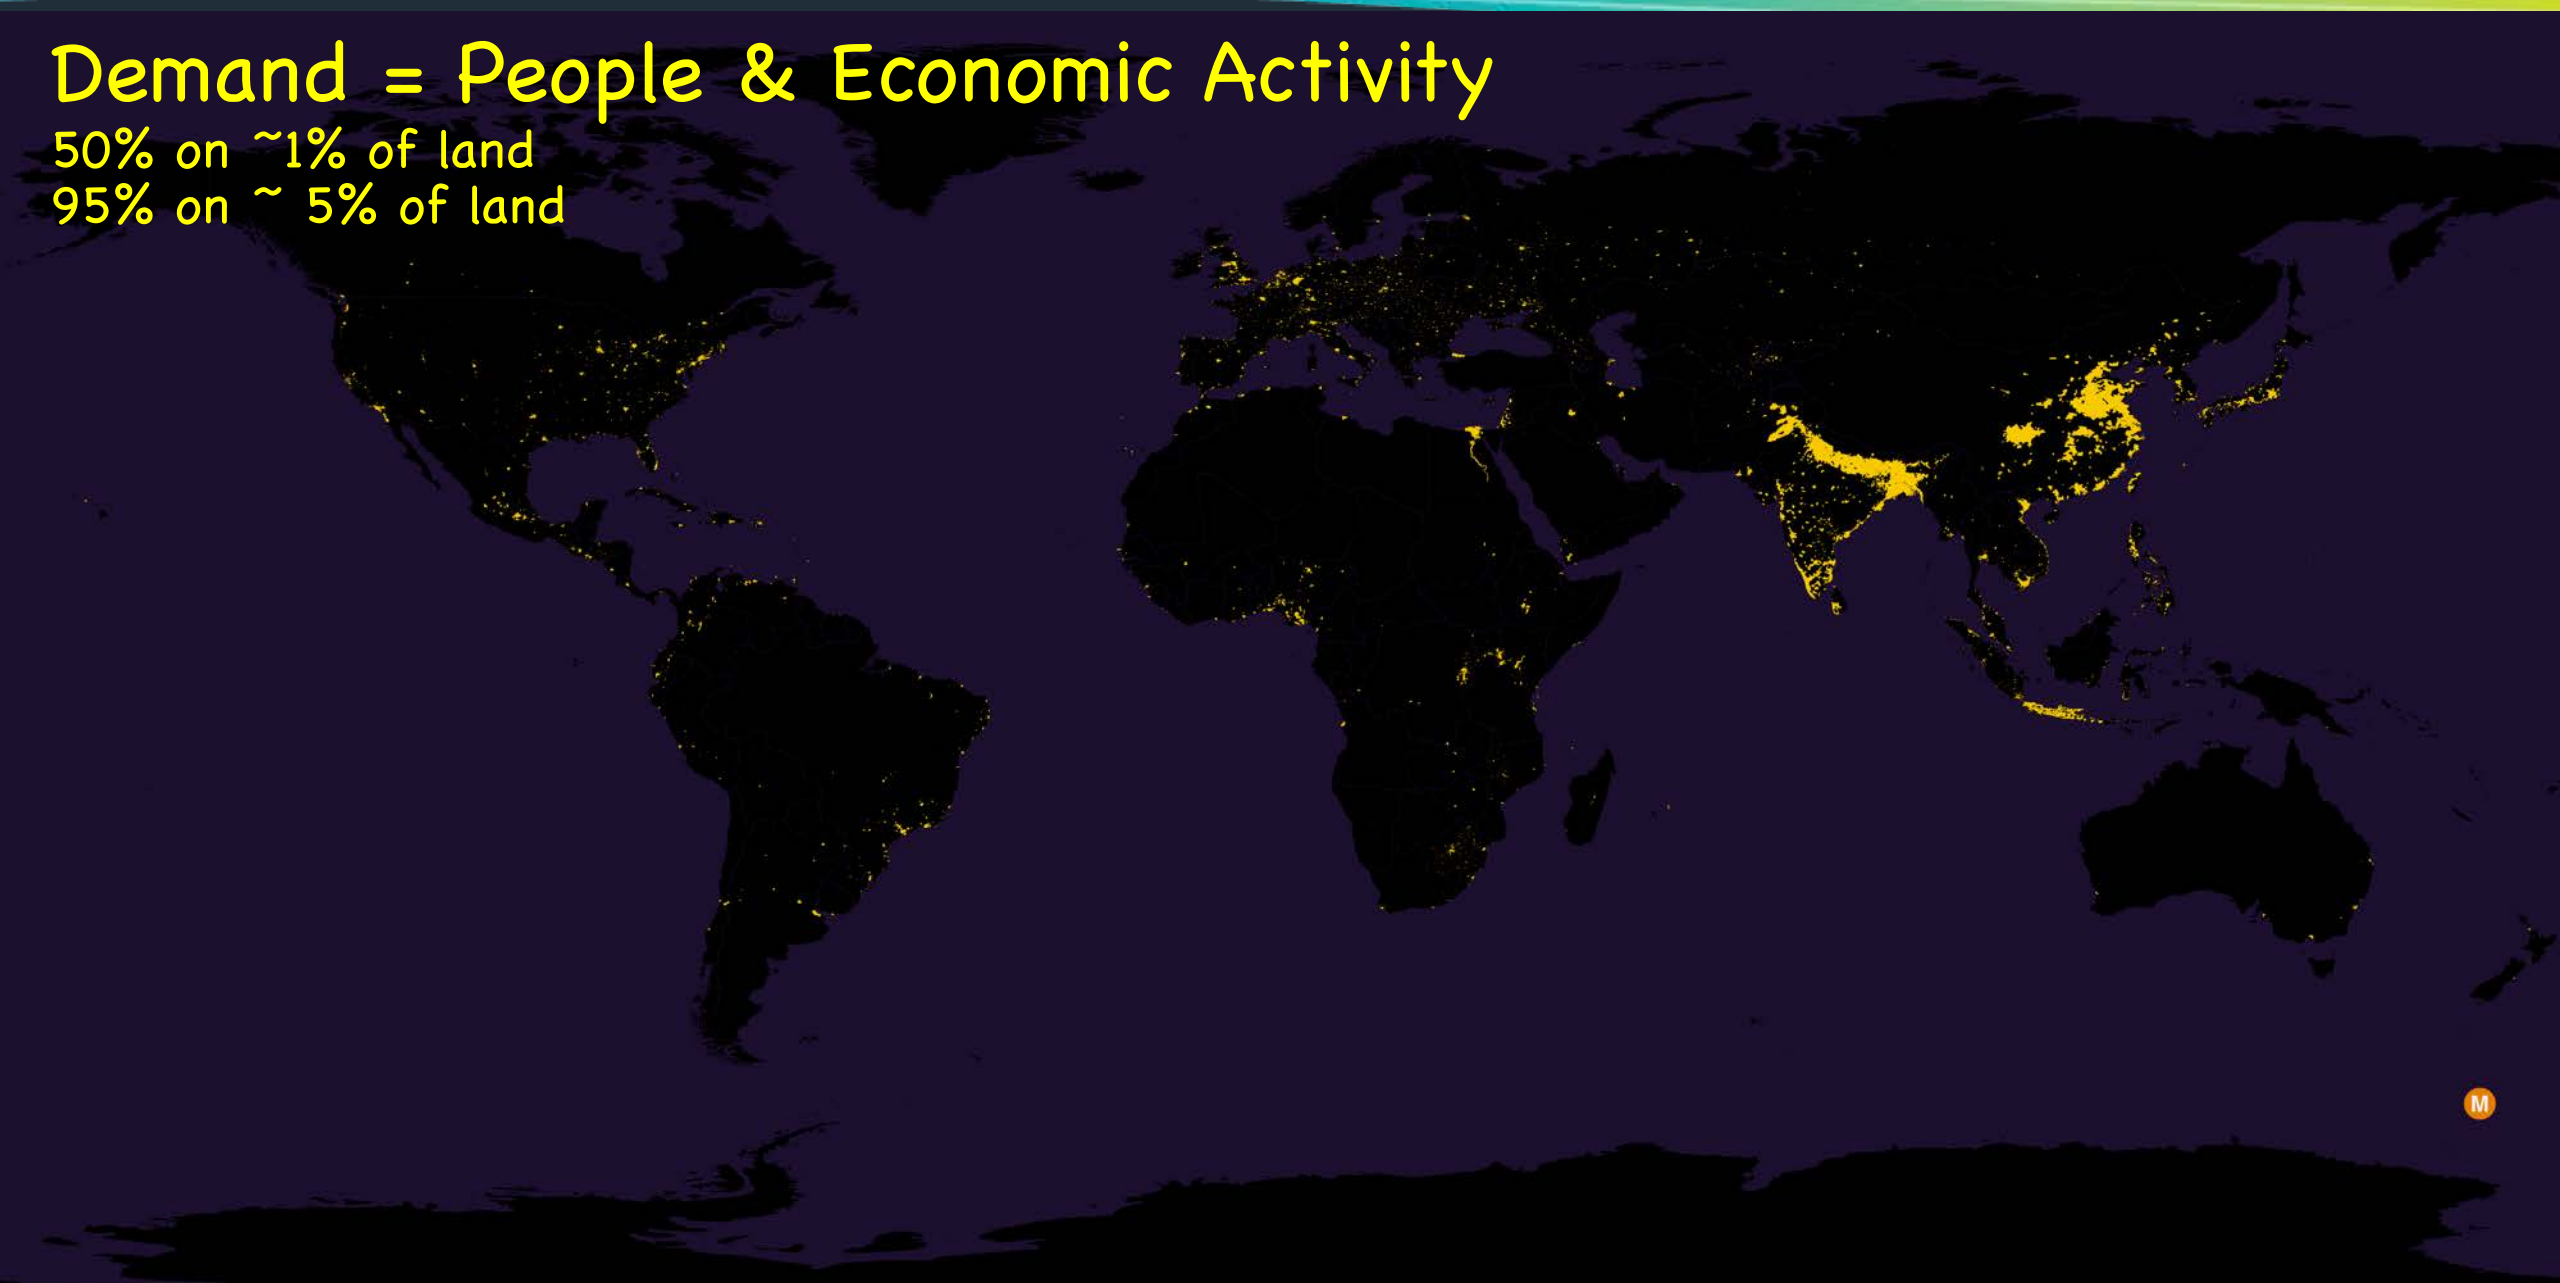 Demand = People & Economic Activity
50% on ~1% of land
95% on ~ 5% of land
M